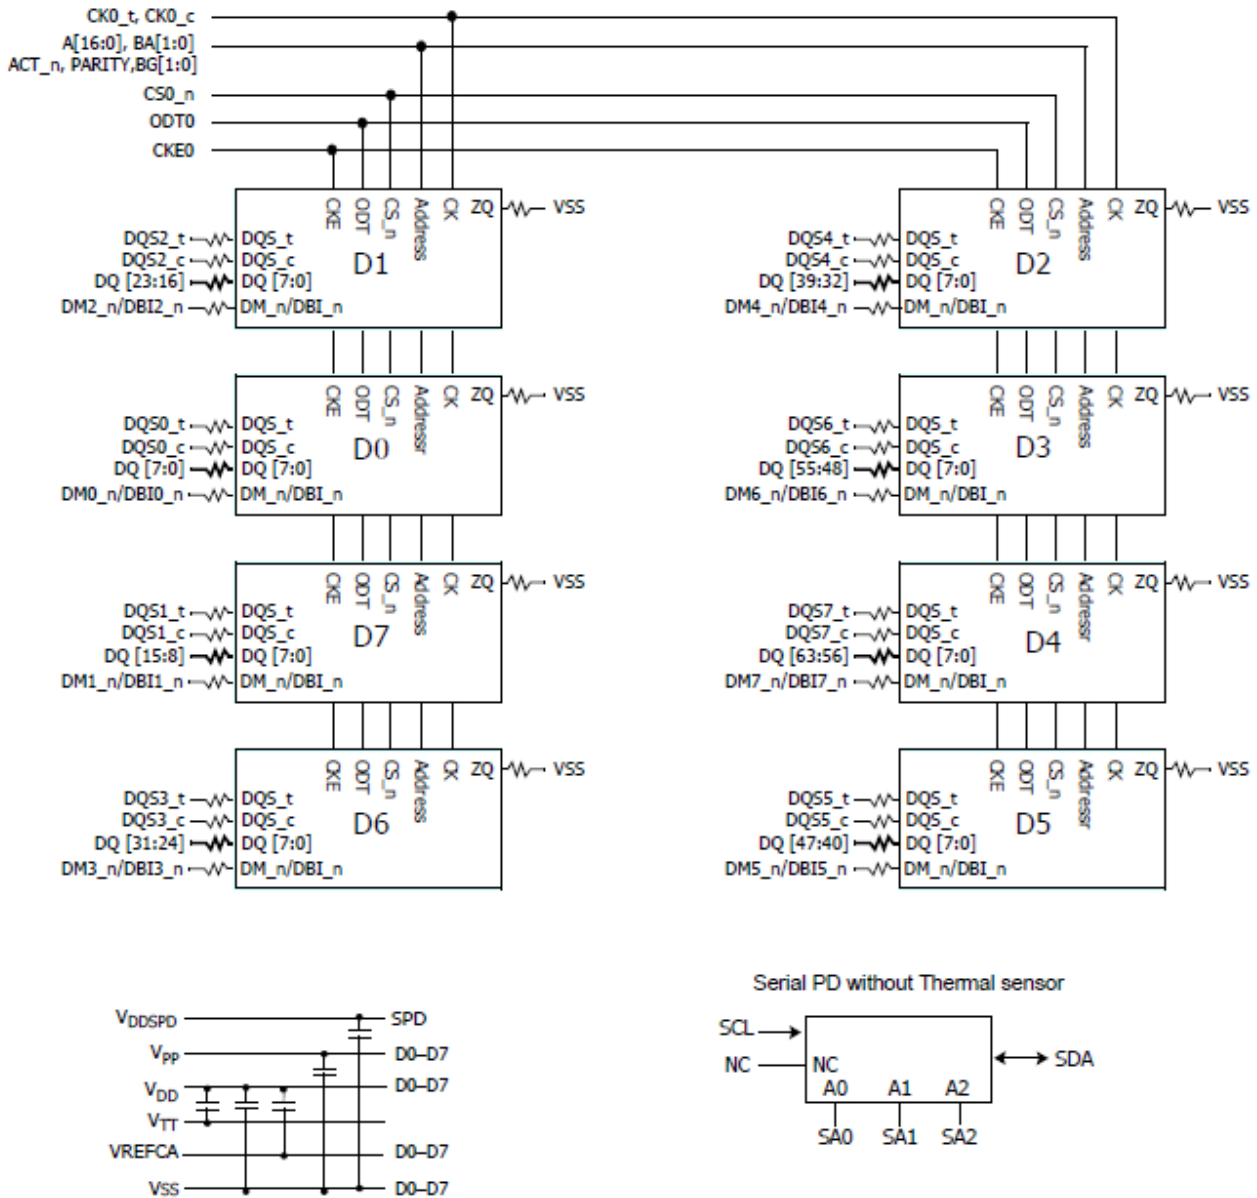 CK0_t, CK0_c
A[16:0], BA[1:0]
ACT_n, PARITY,BG[1:0]
CS0_n
ODT0
CKE0
CKE ODT CS_n Address CK ZQ VSS
DQS2_t DQS_t
DQS2_c DQS_c
D1
DQ [23:16] DQ [7:0]
DM2_n/DBI2_n DM_n/DBI_n
CKE ODT CS_n Address CK ZQ VSS
DQS4_t DQS_t
DQS4_c DQS_c
D2
DQ [39:32] DQ [7:0]
DM4_n/DBI4_n DM_n/DBI_n
CKE ODT CS_n Addressr CK ZQ VSS
DQS0_t DQS_t
DQS0_c DQS_c
D0
DQ [7:0] DQ [7:0]
DM0_n/DBI0_n DM_n/DBI_n
CKE ODT CS_n Address CK ZQ VSS
DQS6_t DQS_t
DQS6_c DQS_c
D3
DQ [55:48] DQ [7:0]
DM6_n/DBI6_n DM_n/DBI_n
CKE ODT CS_n Address CK ZQ VSS
DQS1_t DQS_t
DQS1_c DQS_c
D7
DQ [15:8] DQ [7:0]
DM1_n/DBI1_n DM_n/DBI_n
CKE ODT CS_n Addressr CK ZQ VSS
DQS7_t DQS_t
DQS7_c DQS_c
D4
DQ [63:56] DQ [7:0]
DM7_n/DBI7_n DM_n/DBI_n
CKE ODT CS_n Address CK ZQ VSS
DQS3_t DQS_t
DQS3_c DQS_c
D6
DQ [31:24] DQ [7:0]
DM3_n/DBI3_n DM_n/DBI_n
CKE ODT CS_n Addressr CK ZQ VSS
DQS5_t DQS_t
DQS5_c DQS_c
D5
DQ [47:40] DQ [7:0]
DM5_n/DBI5_n DM_n/DBI_n
VDDSPD SPD
VPP D0–D7
VDD D0–D7
VTT
VREFCA D0–D7
VSS D0–D7
Serial PD without Thermal sensor
SCL
NC NC SDA
A0 A1 A2
SA0 SA1 SA2